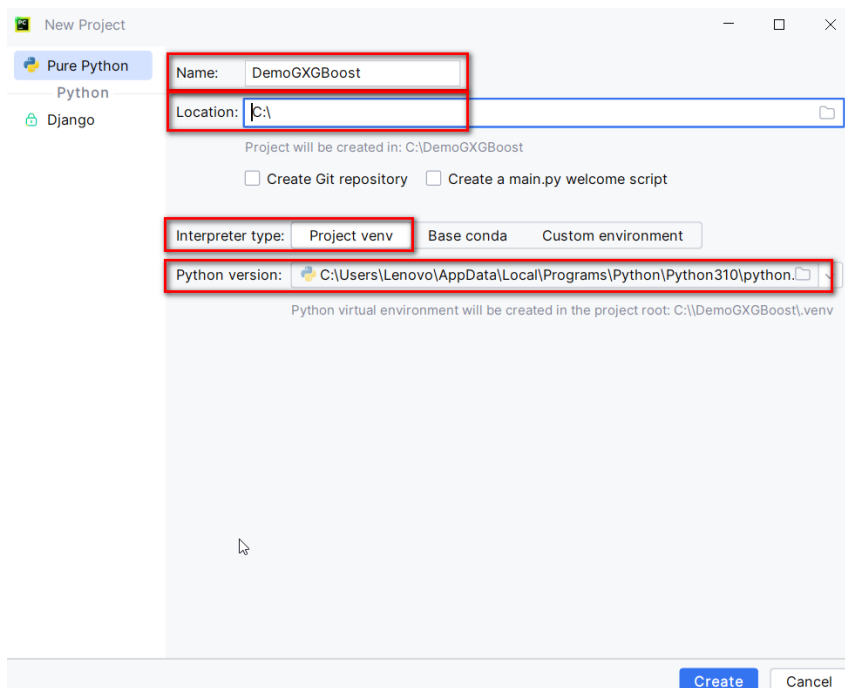 PC New Project
Pure Python
Python
Django
Name: DemoGXGBoost
Location: C:\
Project will be created in: C:\DemoGXGBoost
Create Git repository Create a main.py welcome script
Interpreter type: Project venv Base conda Custom environment
Python version: C:\Users\Lenovo\AppData\Local\Programs\Python\Python310\python.
Python virtual environment will be created in the project root: C:\\DemoGXGBoost\.venv
Create Cancel